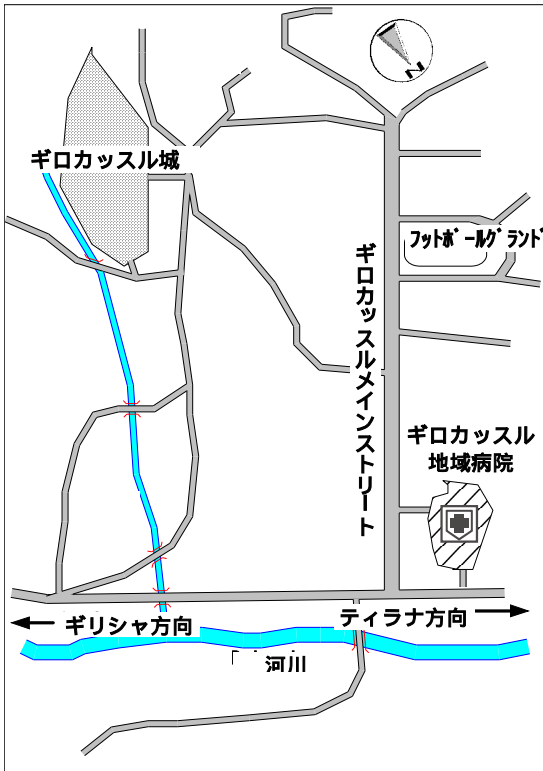 N
ギロカッスル城
フットボールグランド
ギロカッスルメインストリート
ギロカッスル
地域病院
ギリシャ方向
ティラナ方向
河川